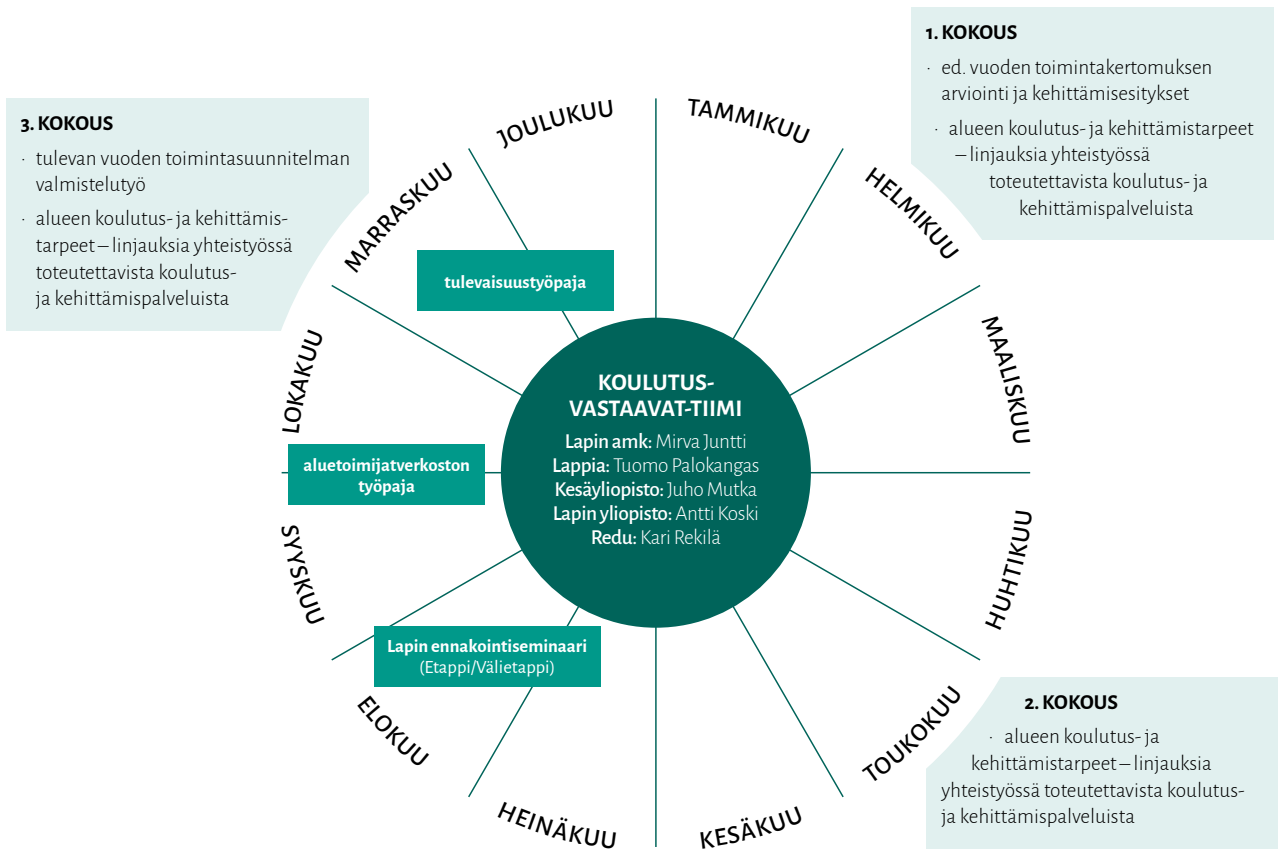 1. KOKOUS
· ed. vuoden toimintakertomuksen
arviointi ja kehittämisesitykset
· alueen koulutus- ja kehittämistarpeet
– linjauksia yhteistyössä
toteutettavista koulutus- ja
kehittämispalveluista
3. KOKOUS
· tulevan vuoden toimintasuunnitelman
valmistelutyö
· alueen koulutus- ja kehittämis-
tarpeet – linjauksia yhteistyössä
toteutettavista koulutus-
ja kehittämispalveluista
TAMMIKUU
HELMIKUU
MAALISKUU
HUHTIKUU
TOUKOKUU
KESÄKUU
HEINÄKUU
ELOKUU
SYYSKUU
LOKAKUU
MARRASKUU
JOULUKUU
tulevaisuustyöpaja
aluetoimijatverkoston
työpaja
Lapin ennakointiseminaari
(Etappi/Välietappi)
KOULUTUS-
VASTAAVAT-TIIMI
Lapin amk: Mirva Juntti
Lappia: Tuomo Palokangas
Kesäyliopisto: Juho Mutka
Lapin yliopisto: Antti Koski
Redu: Kari Rekilä
2. KOKOUS
· alueen koulutus- ja
kehittämistarpeet – linjauksia
yhteistyössä toteutettavista koulutus-
ja kehittämispalveluista